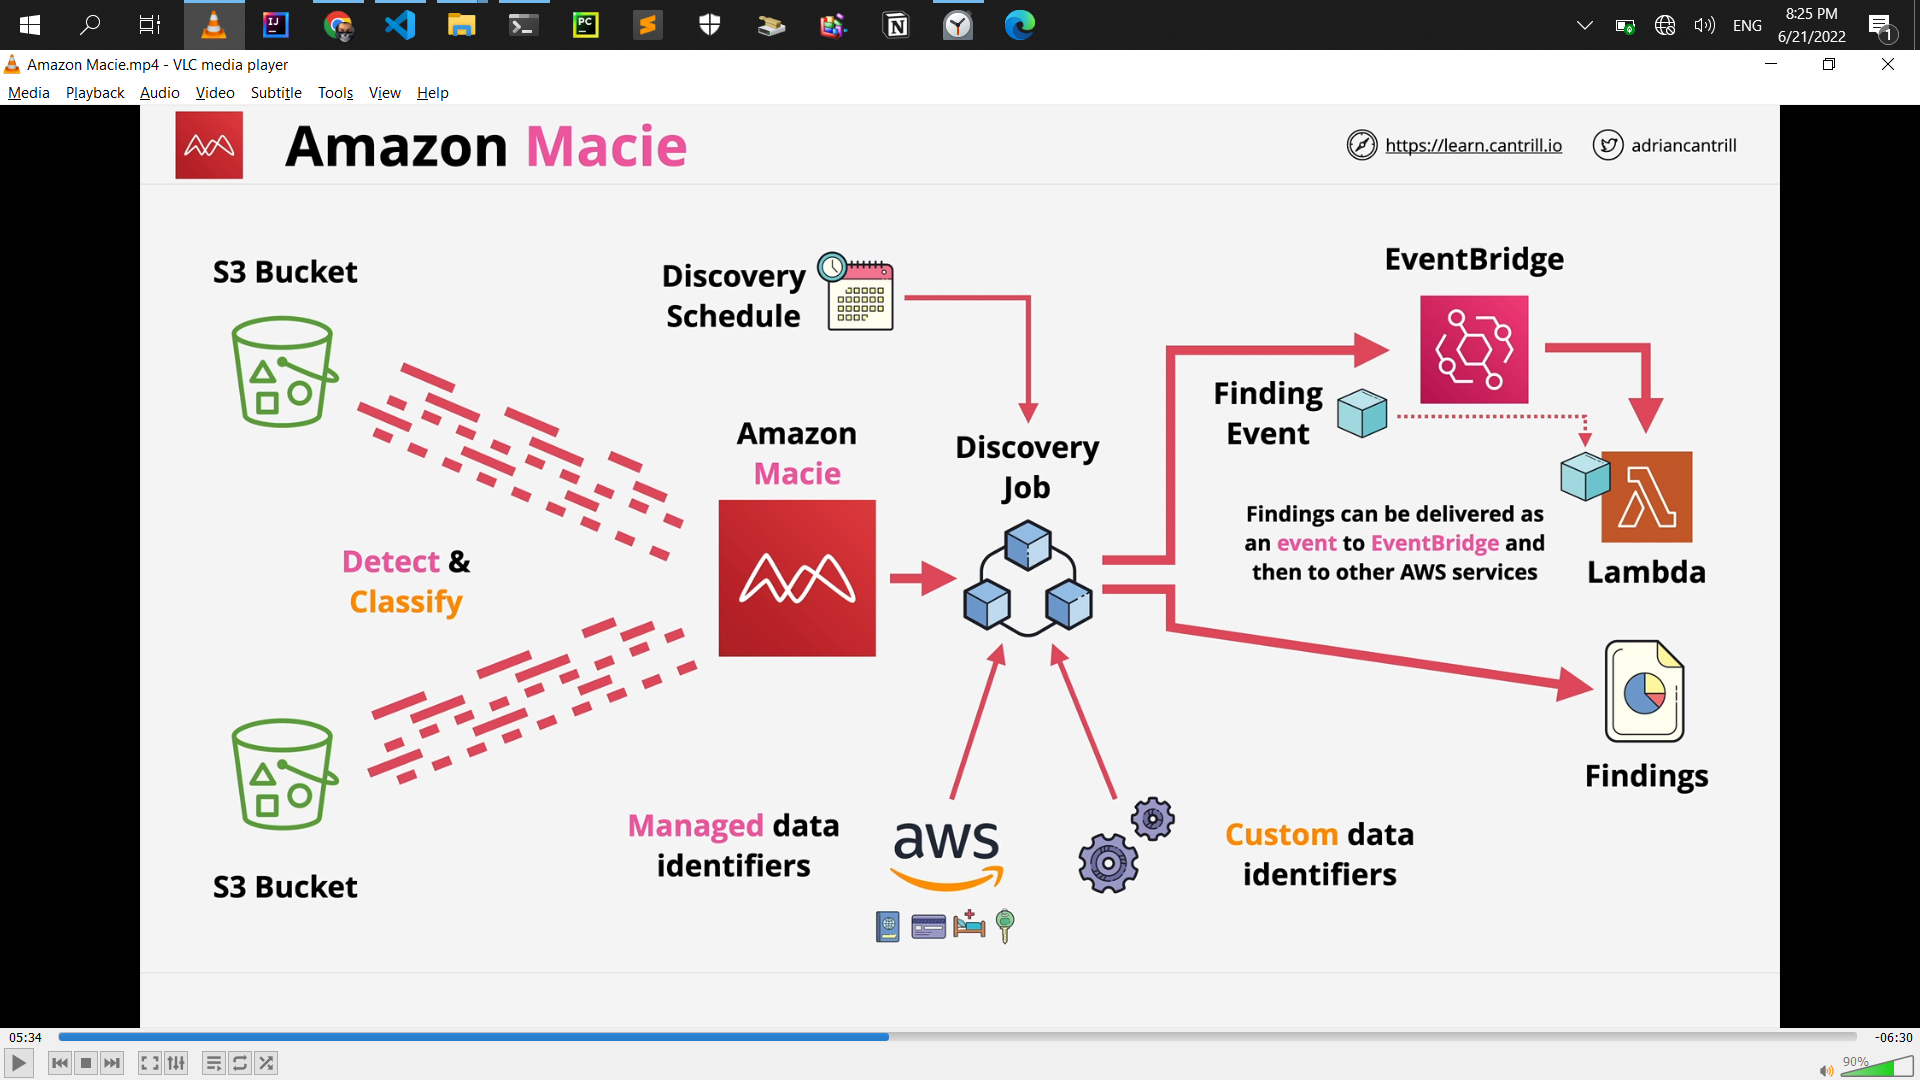 ENG
8:25 PM
6/21/2022
1
Amazon Macie.mp4 - VLC media player
Media Playback Audio Video Subtitle Tools View Help
Amazon Macie
https://learn.cantrill.io
adriancantrill
S3 Bucket
Discovery
Schedule
EventBridge
Finding
Event
Amazon
Macie
Discovery
Job
Findings can be delivered as
an event to EventBridge and
then to other AWS services
Lambda
Detect &
Classify
Findings
Managed data
identifiers
aws
Custom data
identifiers
S3 Bucket
05:34
-06:30
90%
IJ
PC
N